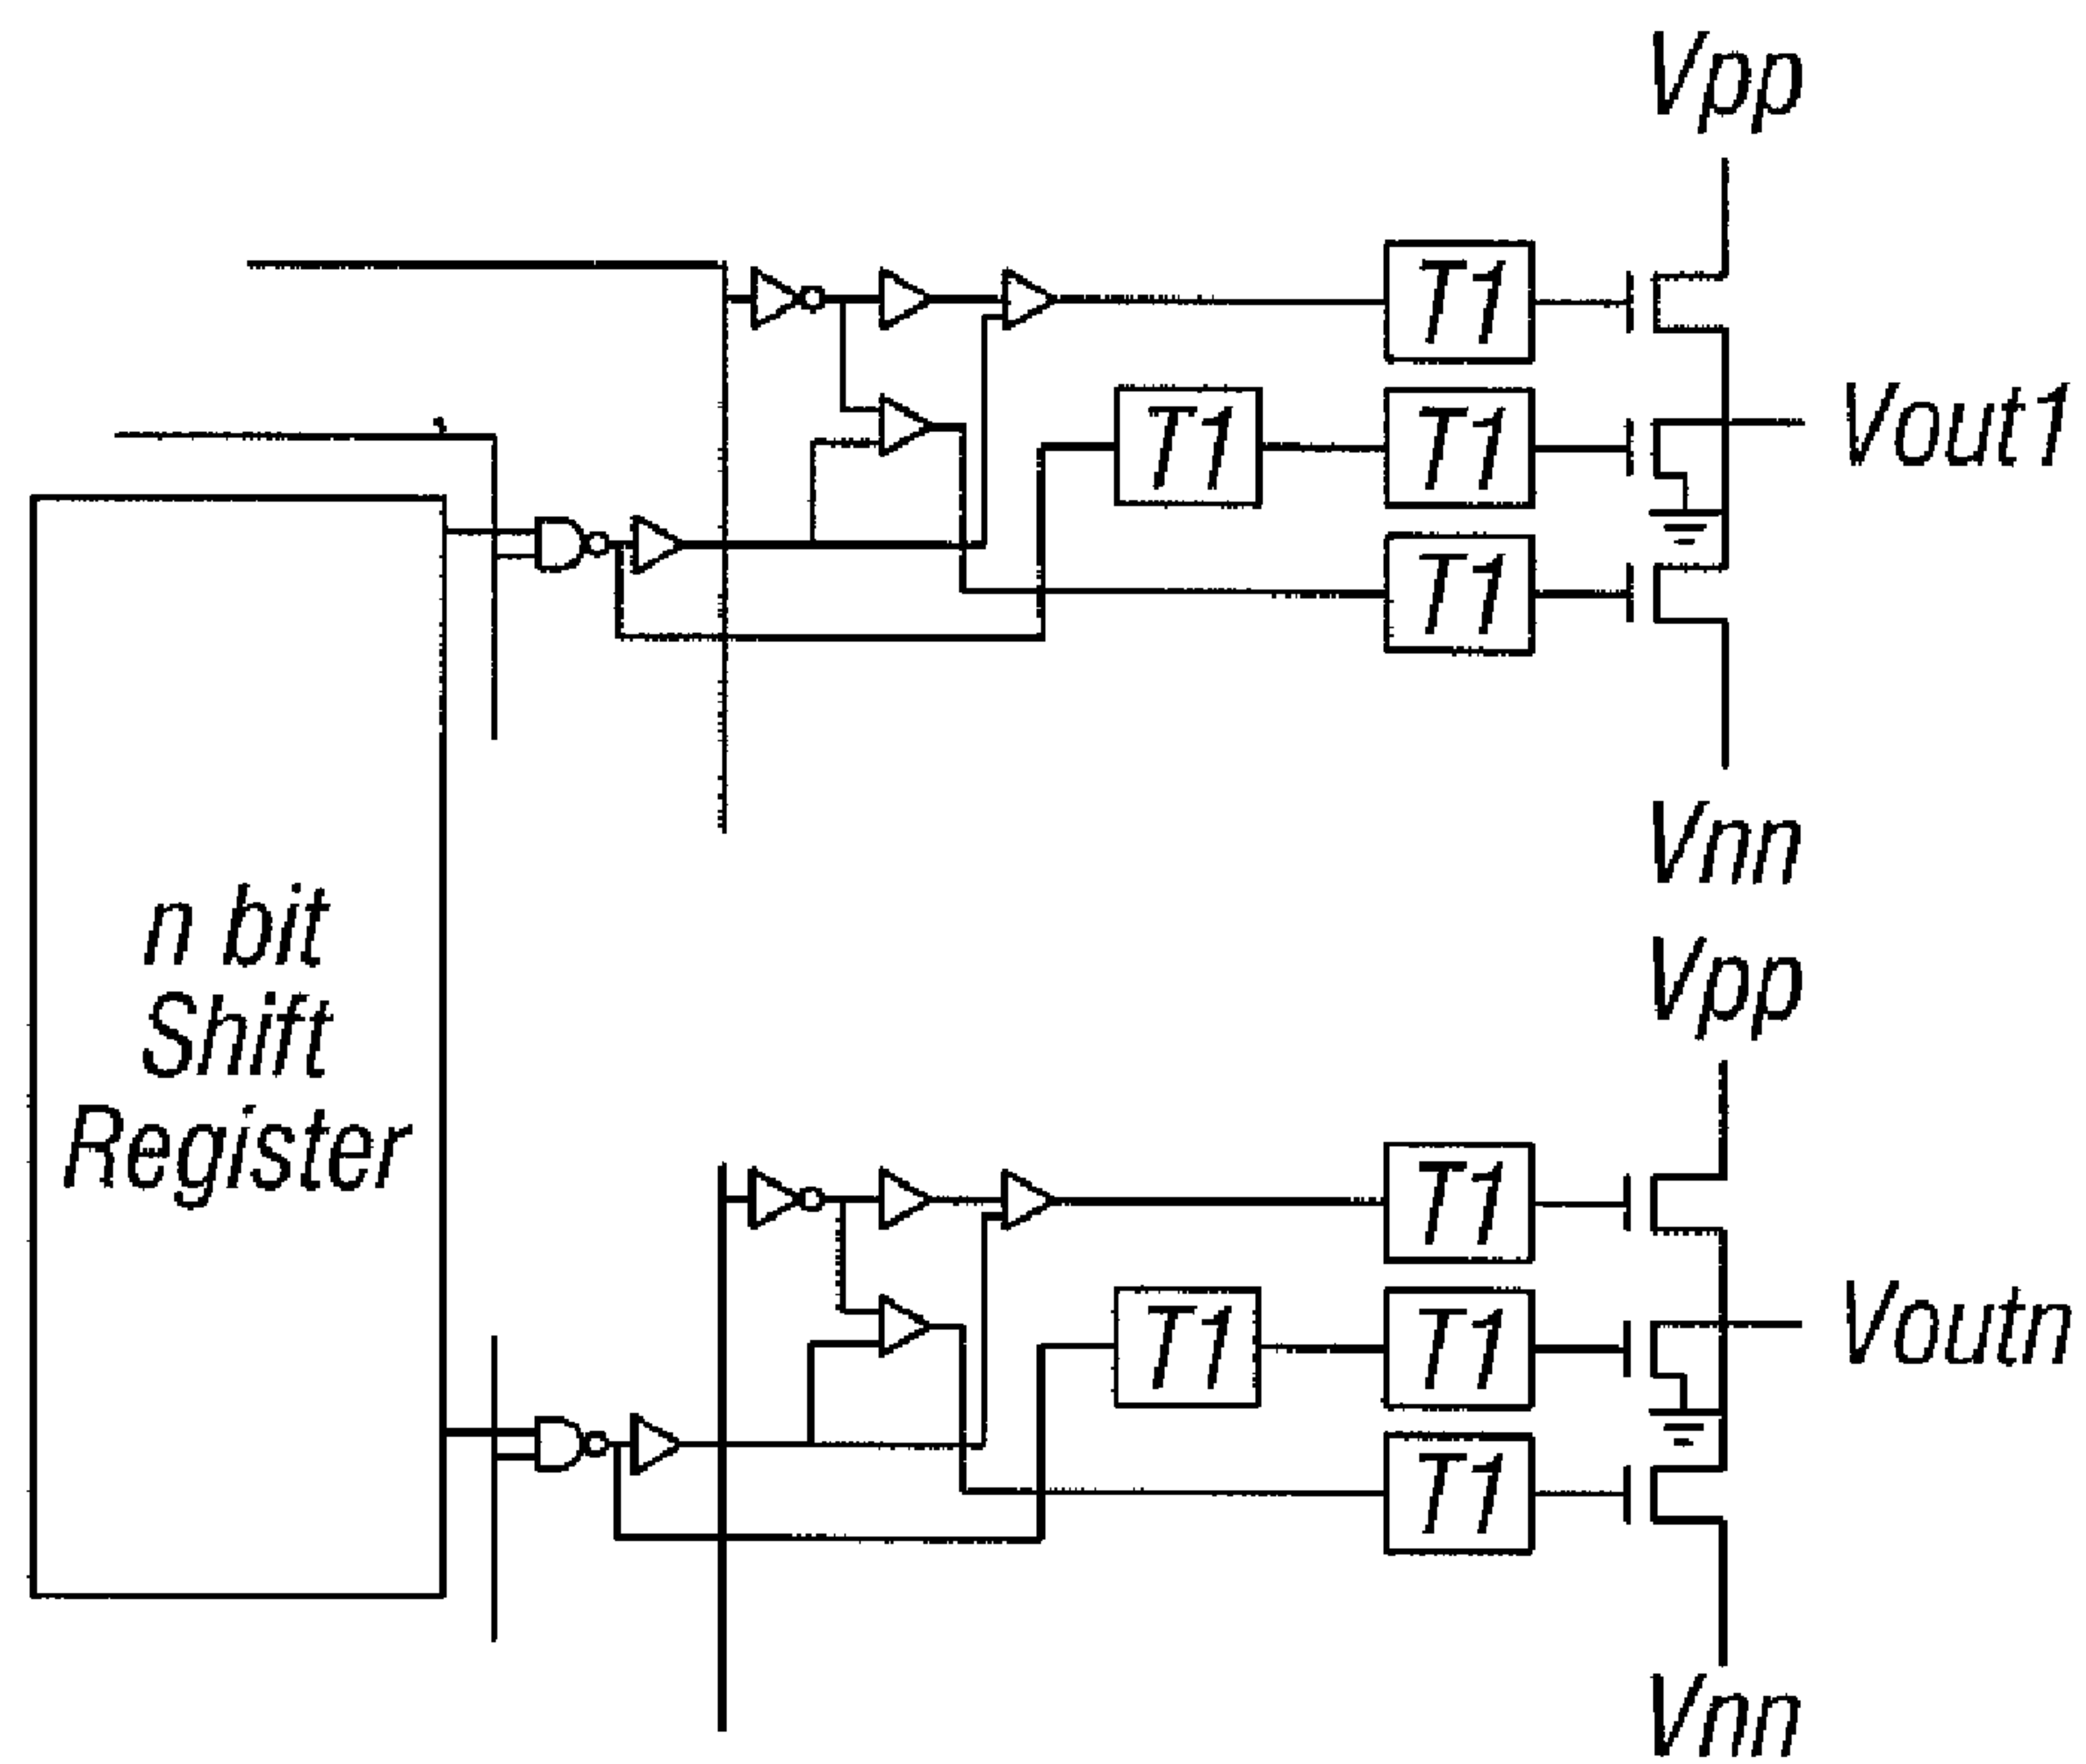 Vpp
T1
T1
T1
Vout1
T1
Vnn
n bit
Shift
Register
Vpp
T1
T1
T1
Voutn
T1
Vnn